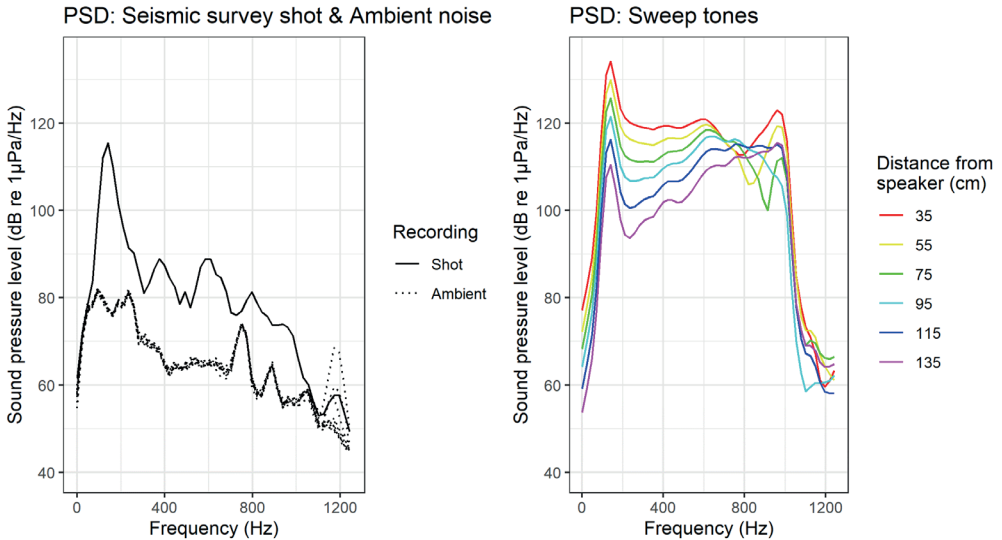 PSD: Seismic survey shot & Ambient noise
Sound pressure level (dB re 1µPa/Hz)
120
100
80
60
40
0
400
800
1200
Frequency (Hz)
Recording
Shot
Ambient
PSD: Sweep tones
Sound pressure level (dB re 1µPa/Hz)
120
100
80
60
40
0
400
800
1200
Frequency (Hz)
Distance from
speaker (cm)
35
55
75
95
115
135